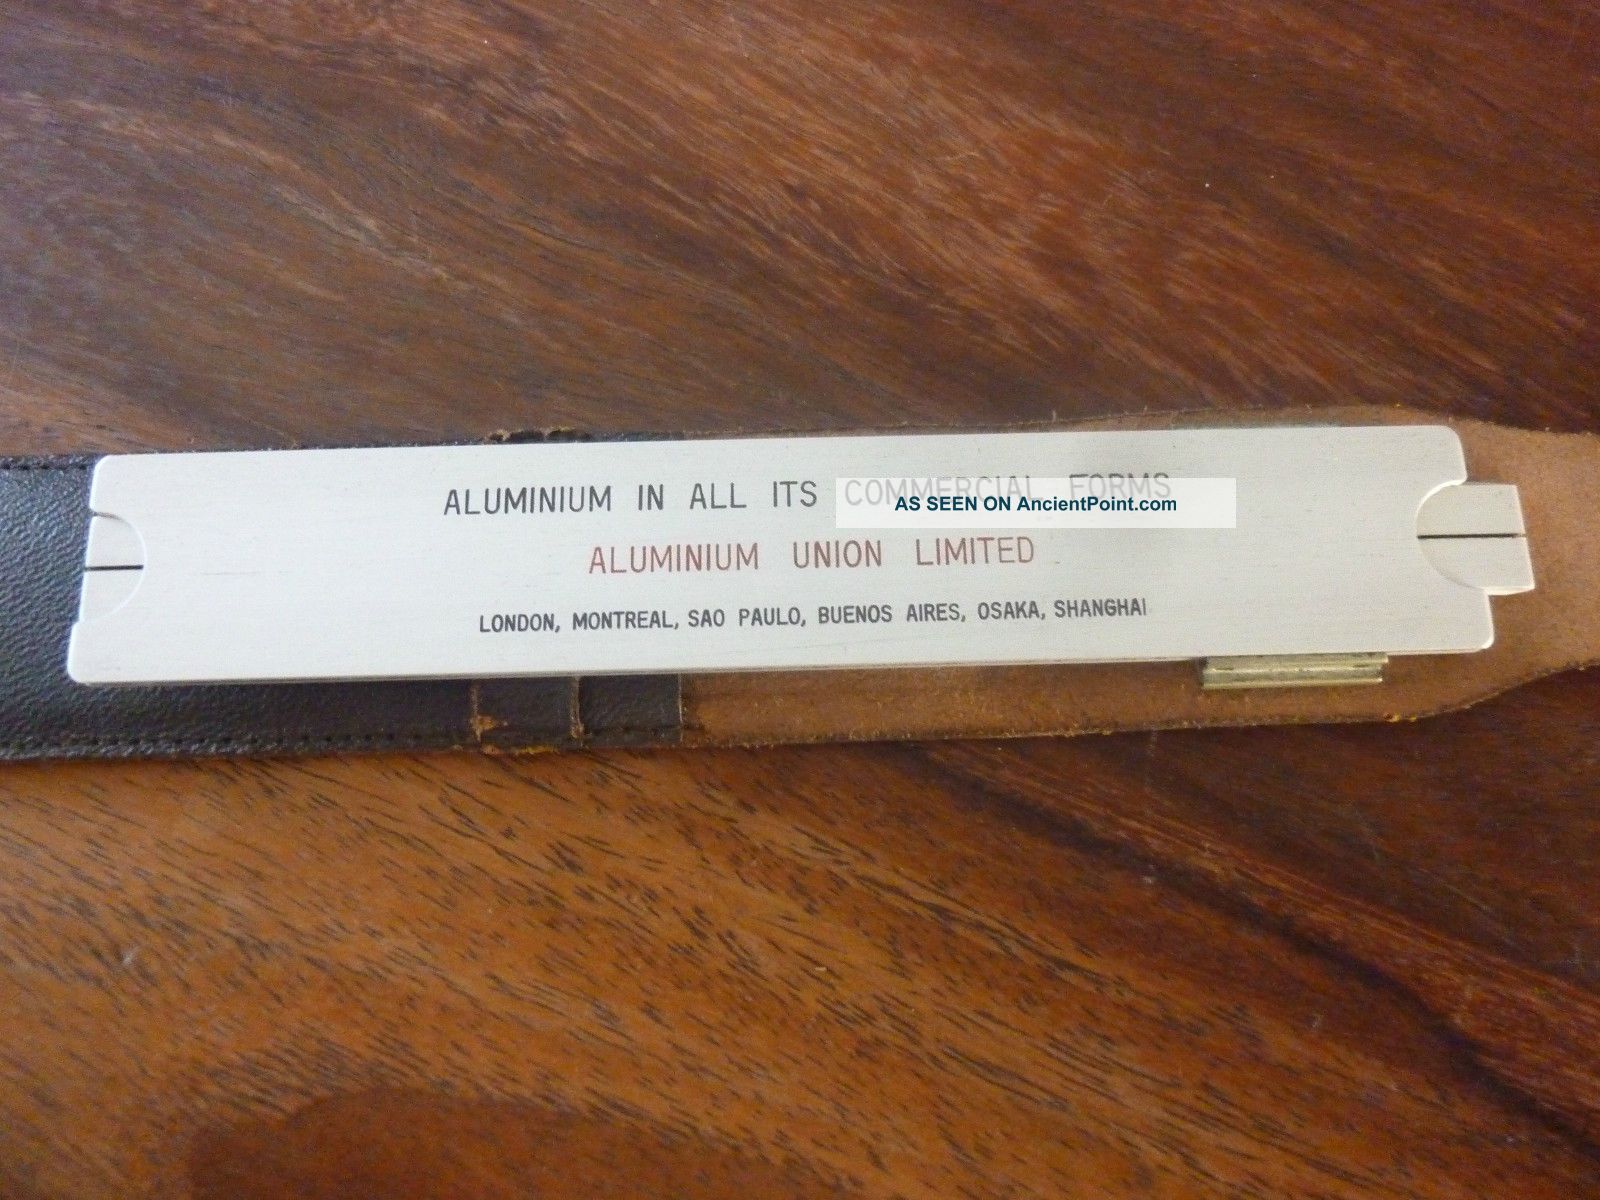 ALUMINIUM IN ALL ITS COMMERCIAL FORMS
AS SEEN ON AncientPoint.com
ALUMINIUM UNION LIMITED
LONDON, MONTREAL, SAO PAULO, BUENOS AIRES, OSAKA, SHANGHAI